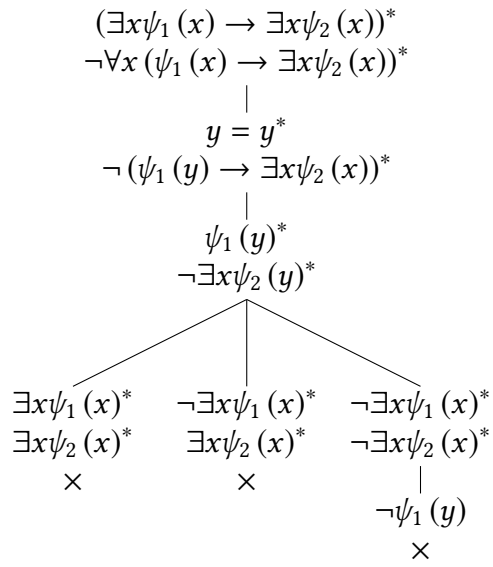 (∃xψ₁(x) → ∃xψ₂(x))*
¬∀x(ψ₁(x) → ∃xψ₂(x))*
y = y*
¬(ψ₁(y) → ∃xψ₂(x))*
ψ₁(y)*
¬∃xψ₂(y)*
∃xψ₁(x)* ¬∃xψ₁(x)* ¬∃xψ₁(x)*
∃xψ₂(x)* ∃xψ₂(x)* ¬∃xψ₂(x)*
× ×
¬ψ₁(y)
×